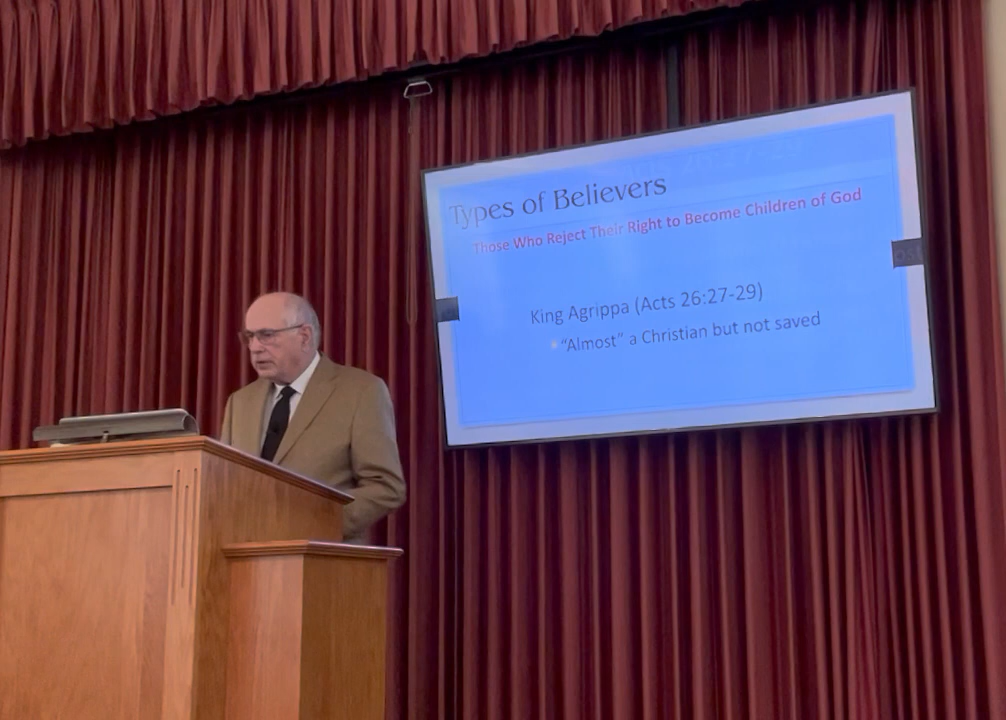 Types of Believers
Those Who Reject Their Right to Become Children of God
King Agrippa (Acts 26:27-29)
"Almost" a Christian but not saved